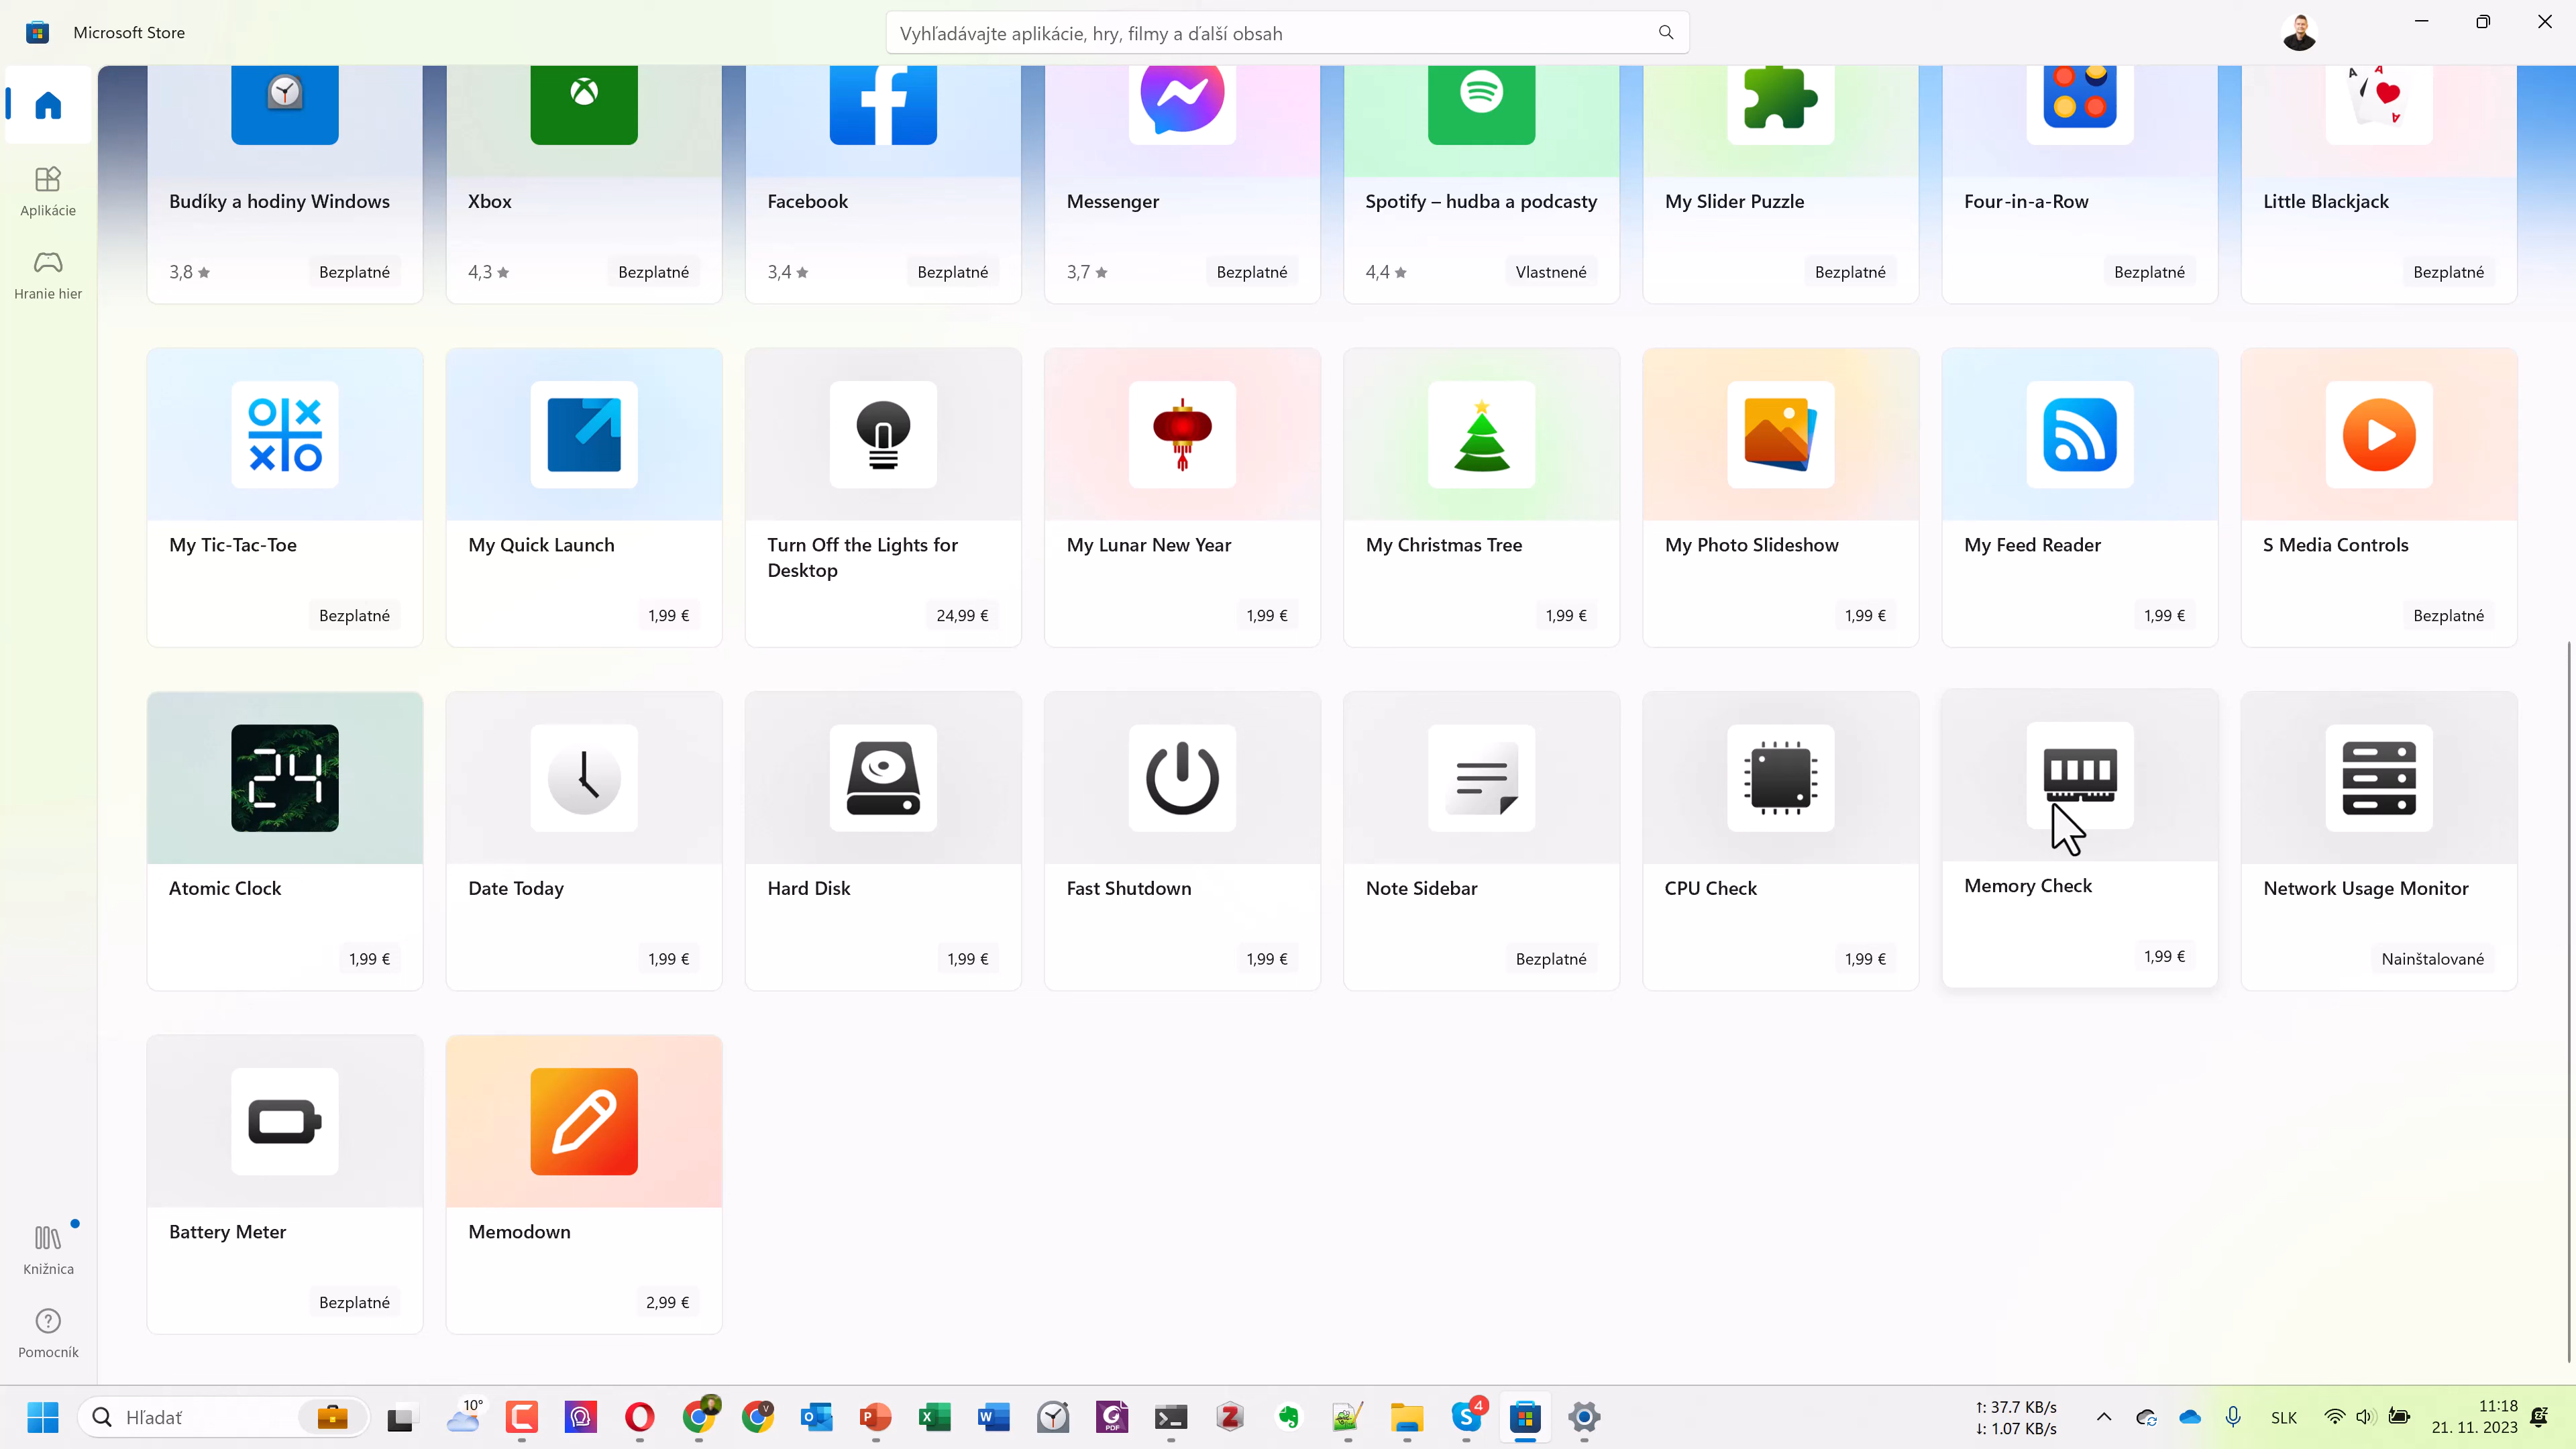 Microsoft Store
Vyhľadávajte aplikácie, hry, filmy a ďalší obsah
Aplikácie
Hranie hier
Budíky a hodiny Windows
3,8
Bezplatné
Xbox
4,3
Bezplatné
Facebook
3,4
Bezplatné
Messenger
3,7
Bezplatné
Spotify – hudba a podcasty
4,4
Vlastnené
My Slider Puzzle
Bezplatné
Four-in-a-Row
Bezplatné
A A
A
Little Blackjack
Bezplatné
My Tic-Tac-Toe
Bezplatné
My Quick Launch
1,99 €
Turn Off the Lights for
Desktop
24,99 €
My Lunar New Year
1,99 €
My Christmas Tree
1,99 €
My Photo Slideshow
1,99 €
My Feed Reader
1,99 €
S Media Controls
Bezplatné
24
Atomic Clock
1,99 €
Date Today
1,99 €
Hard Disk
1,99 €
Fast Shutdown
1,99 €
Note Sidebar
Bezplatné
CPU Check
1,99 €
Memory Check
1,99 €
Network Usage Monitor
Nainštalované
Battery Meter
Bezplatné
Memodown
2,99 €
Knižnica
Pomocník
Hľadať
10°
V
PDF
4
↑: 37.7 KB/s
↓: 1.07 KB/s
SLK
11:18
21. 11. 2023